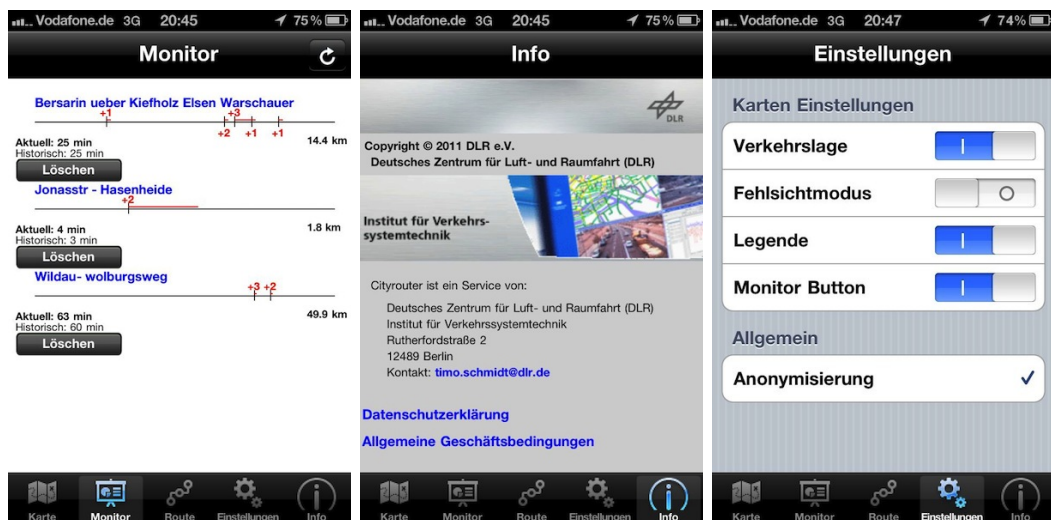 Vodafone.de 3G 20:45 75%
Monitor
Bersarin ueber Kiefholz Elsen Warschauer
+1 +3
+2 +1 +1
Aktuell: 25 min 14.4 km
Historisch: 25 min
Löschen
Jonasstr - Hasenheide
+2
Aktuell: 4 min 1.8 km
Historisch: 3 min
Löschen
Wildau- wolburgsweg
+3 +2
Aktuell: 63 min 49.9 km
Historisch: 60 min
Löschen
Karte Monitor Route Einstellungen Info
Vodafone.de 3G 20:45 75%
Info
DLR
Copyright © 2011 DLR e.V.
Deutsches Zentrum für Luft- und Raumfahrt (DLR)
Institut für Verkehrs-
systemtechnik
Cityrouter ist ein Service von:
Deutsches Zentrum für Luft- und Raumfahrt (DLR)
Institut für Verkehrssystemtechnik
Rutherfordstraße 2
12489 Berlin
Kontakt: timo.schmidt@dlr.de
Datenschutzerklärung
Allgemeine Geschäftsbedingungen
Karte Monitor Route Einstellungen Info
Vodafone.de 3G 20:47 74%
Einstellungen
Karten Einstellungen
Verkehrslage
Fehlsichtmodus
Legende
Monitor Button
Allgemein
Anonymisierung
Karte Monitor Route Einstellungen Info